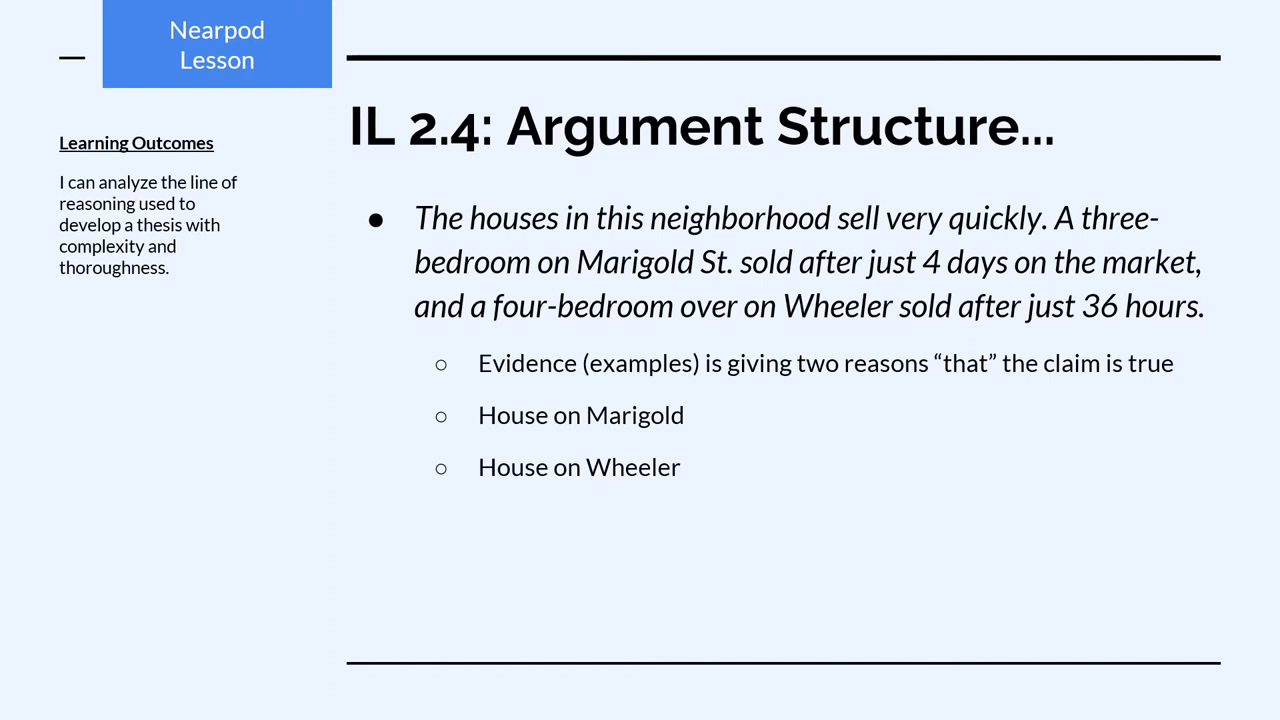 Nearpod
Lesson
Learning Outcomes
I can analyze the line of
reasoning used to
develop a thesis with
complexity and
thoroughness.
IL 2.4: Argument Structure...
● The houses in this neighborhood sell very quickly. A three-
bedroom on Marigold St. sold after just 4 days on the market,
and a four-bedroom over on Wheeler sold after just 36 hours.
○ Evidence (examples) is giving two reasons “that” the claim is true
○ House on Marigold
○ House on Wheeler